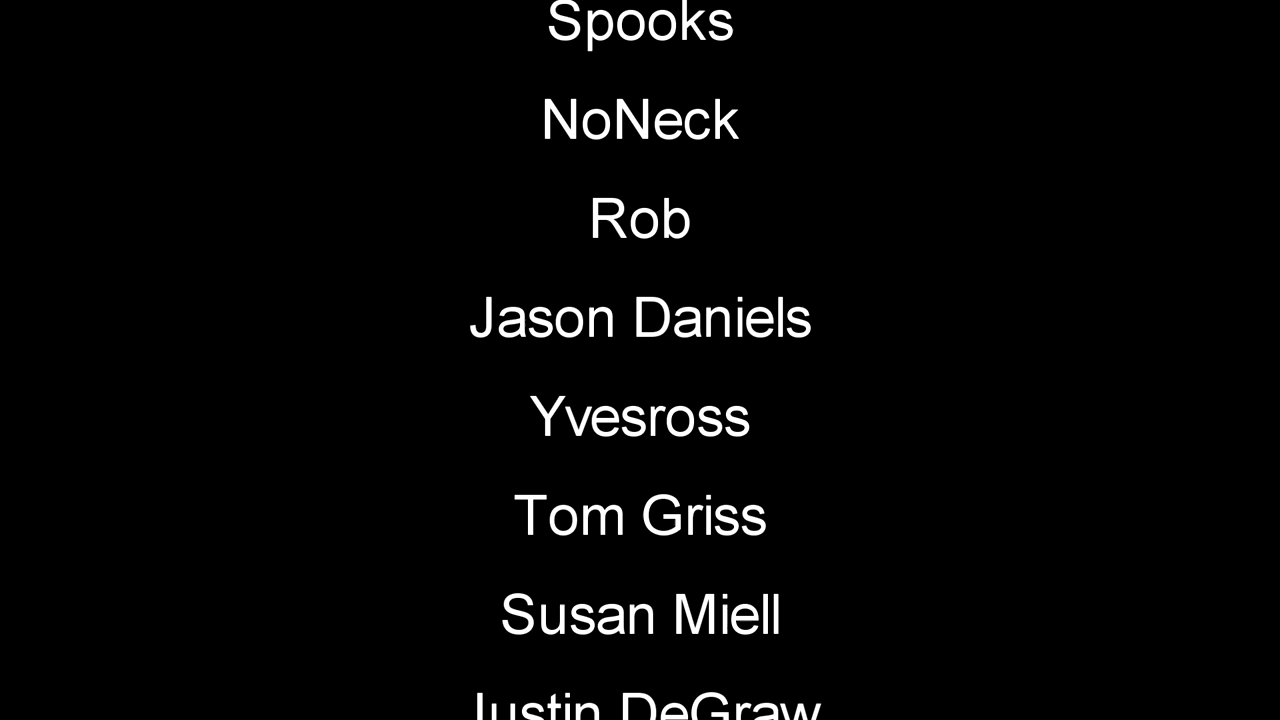 Spooks
NoNeck
Rob
Jason Daniels
Yvesross
Tom Griss
Susan Miell
Justin DeGraw